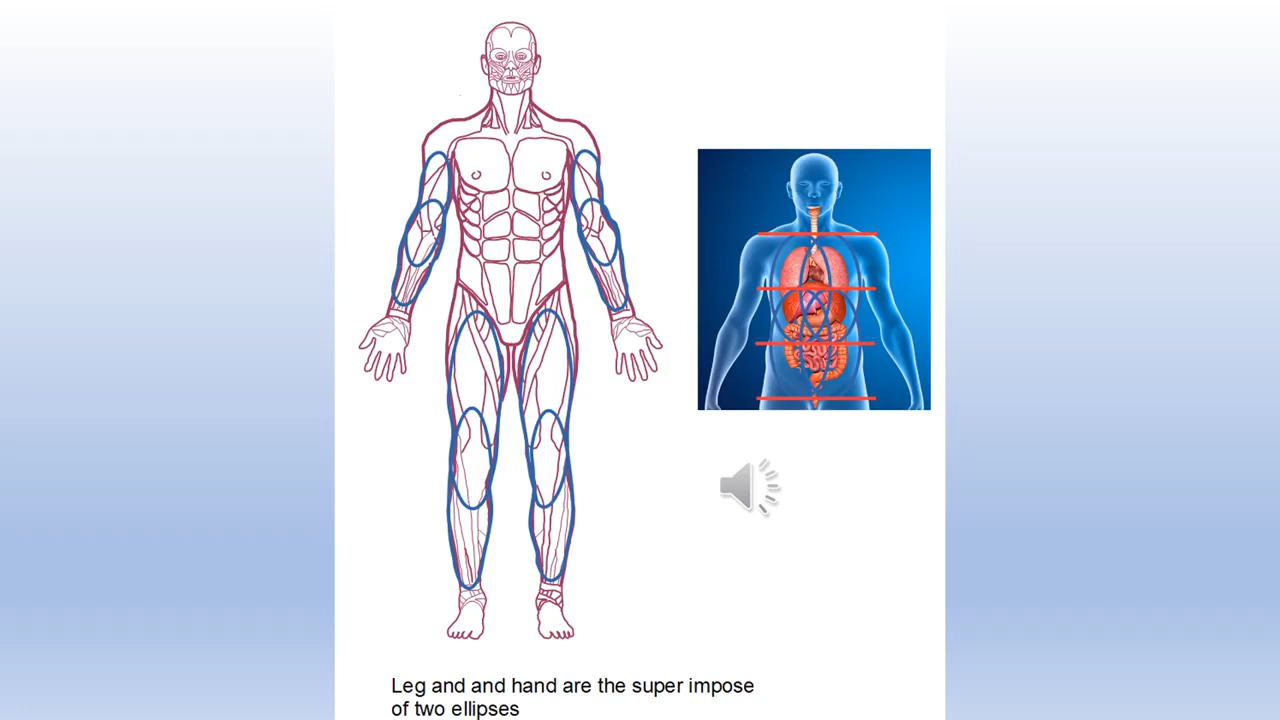 Leg and and hand are the super impose
of two ellipses